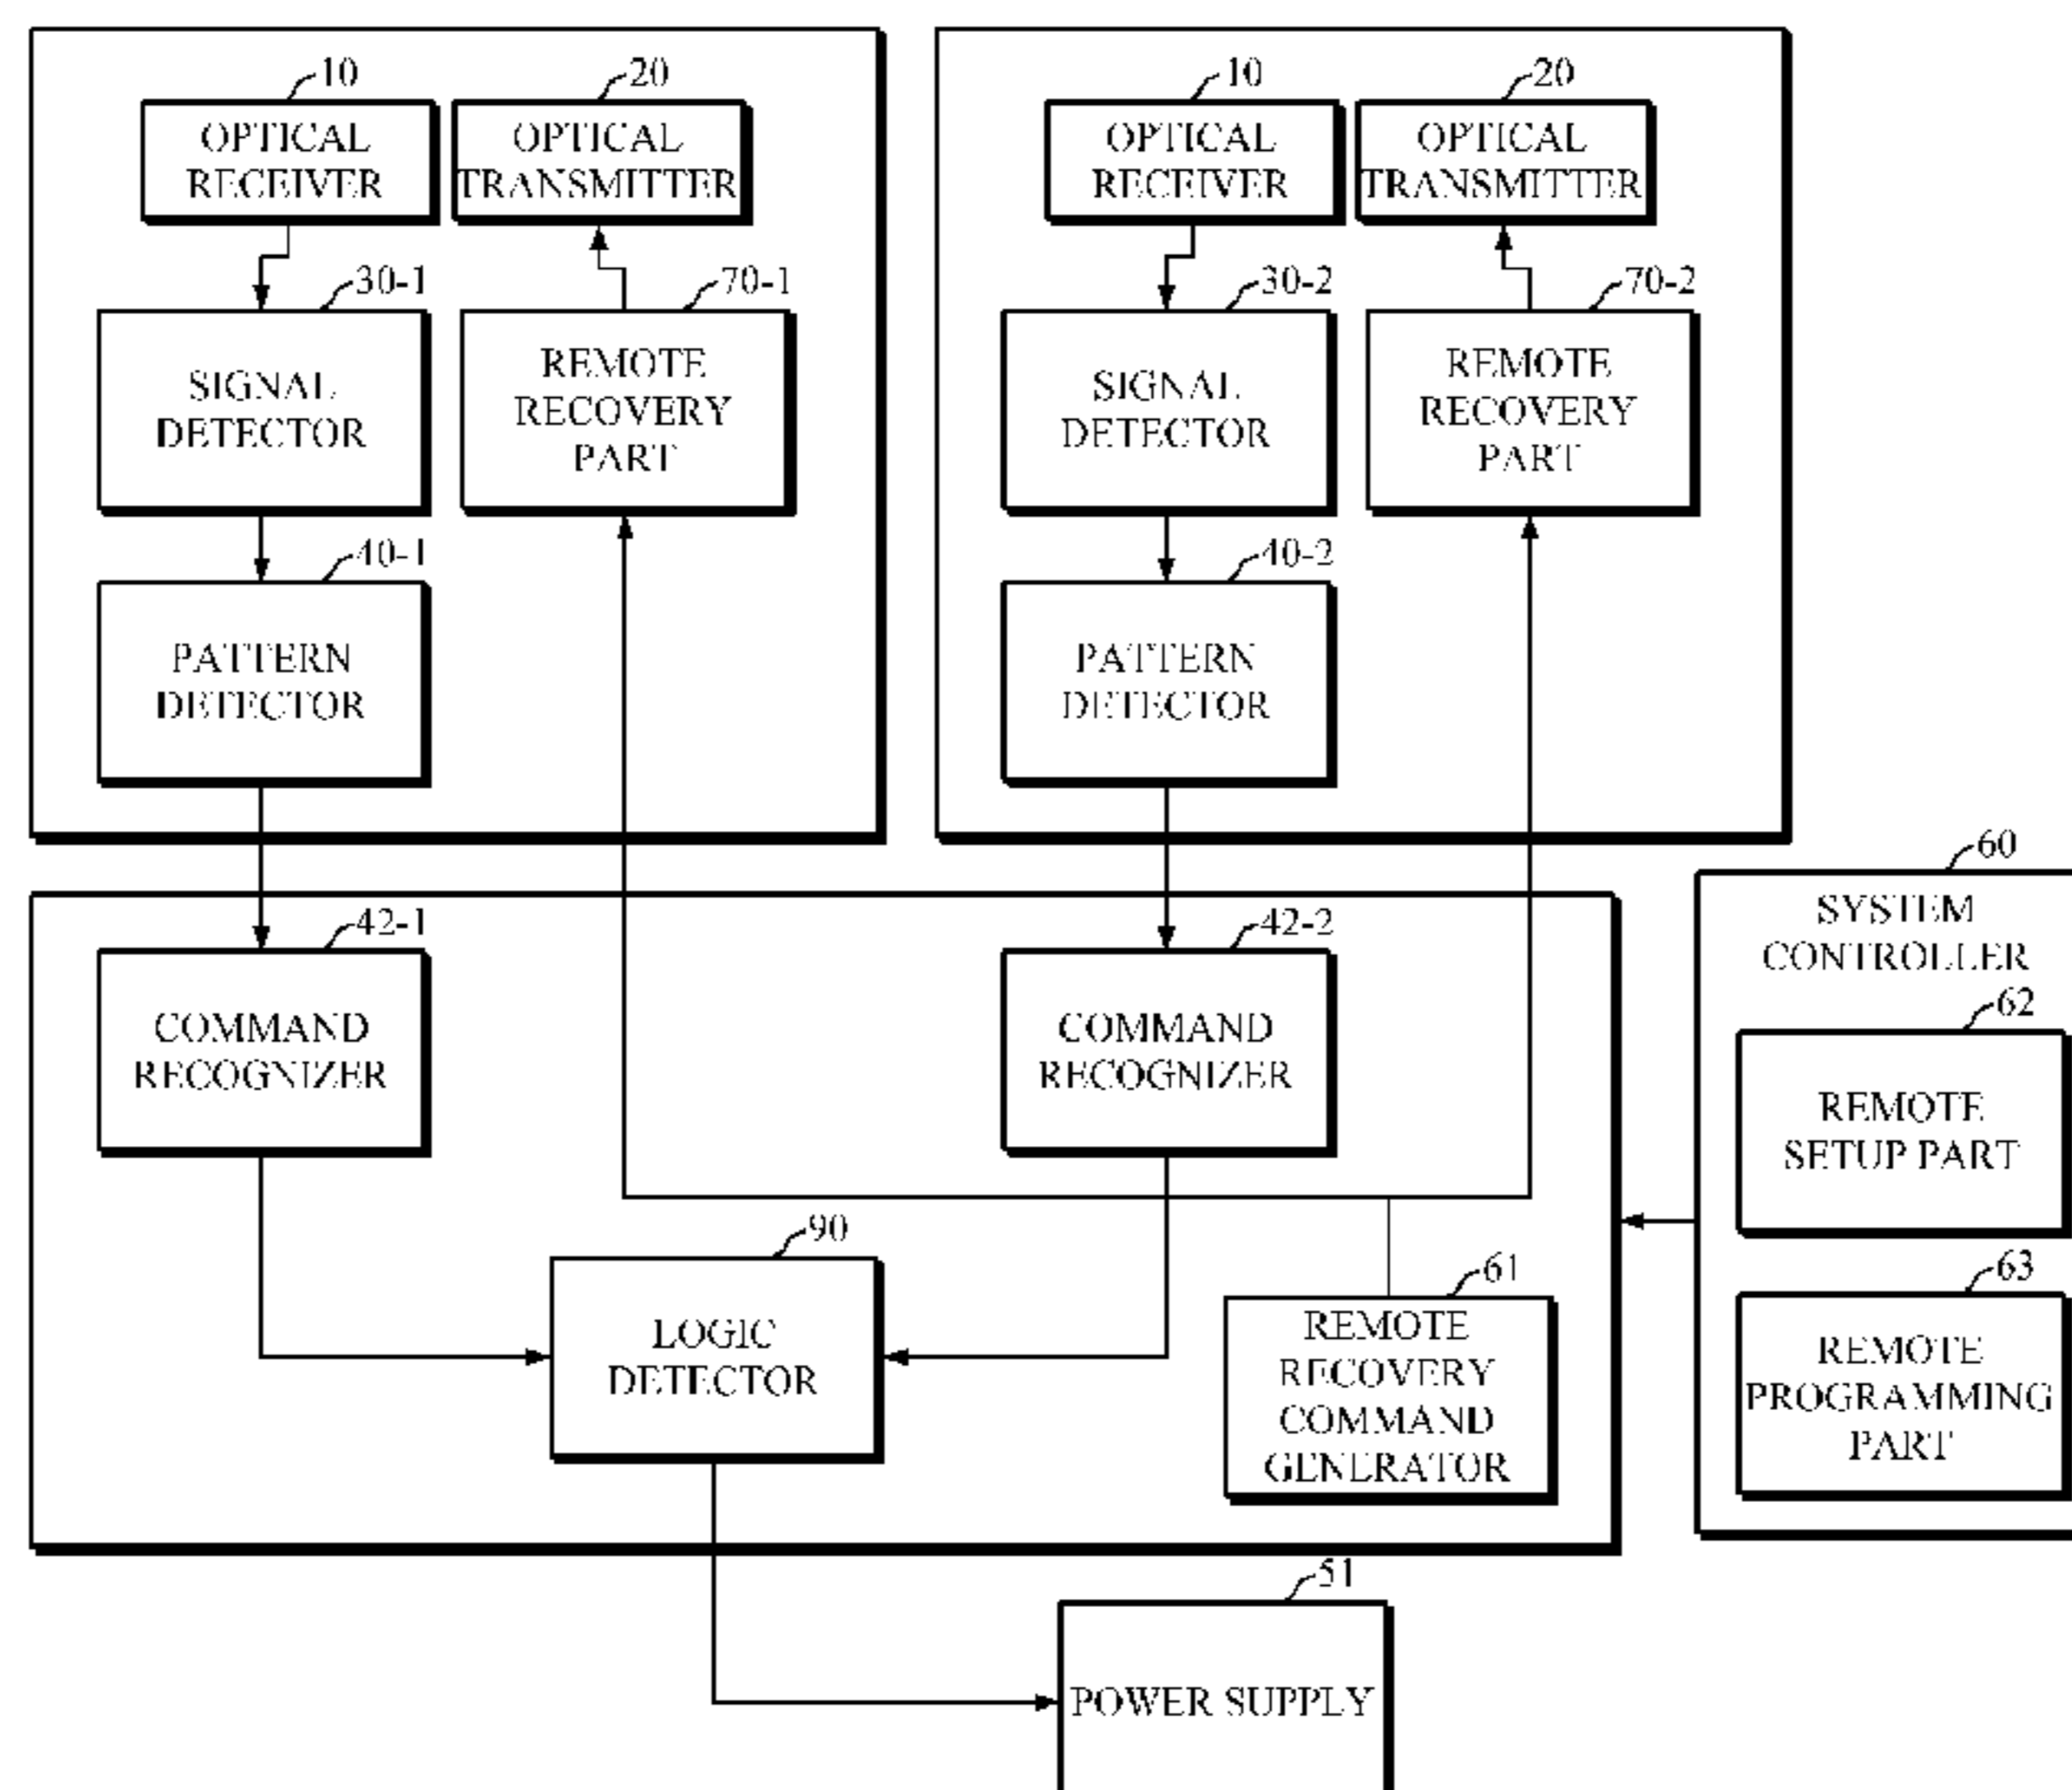 10
20
OPTICAL
RECEIVER
OPTICAL
TRANSMITTER
30-1
70-1
SIGNAL
DETECTOR
REMOTE
RECOVERY
PART
40-1
PATTERN
DETECTOR
10
20
OPTICAL
RECEIVER
OPTICAL
TRANSMITTER
30-2
70-2
SIGNAL
DETECTOR
REMOTE
RECOVERY
PART
40-2
PATTERN
DETECTOR
42-1
COMMAND
RECOGNIZER
42-2
COMMAND
RECOGNIZER
90
LOGIC
DETECTOR
61
REMOTE
RECOVERY
COMMAND
GENERATOR
60
SYSTEM
CONTROLLER
62
REMOTE
SETUP PART
63
REMOTE
PROGRAMMING
PART
51
POWER SUPPLY